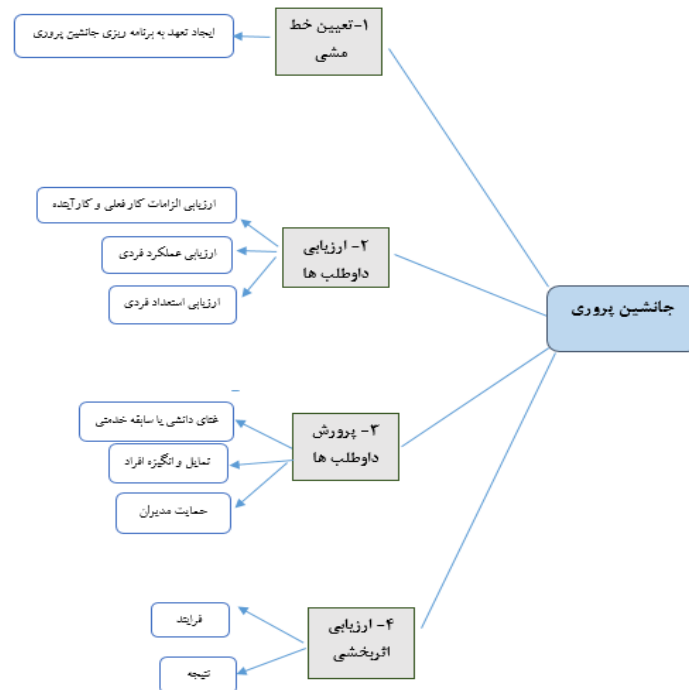 جانشین پروری
۱-تعیین خط
مشی
ایجاد تعهد به برنامه ریزی جانشین پروری
۲- ارزیابی
داوطلب ها
ارزیابی الزامات کار فعلی و کار آینده
ارزیابی عملکرد فردی
ارزیابی استعداد فردی
۳- پرورش
داوطلب ها
غنای دانشی یا سابقه خدمتی
تمایل و انگیزه افراد
حمایت مدیران
۴- ارزیابی
اثربخشی
فرایند
نتیجه